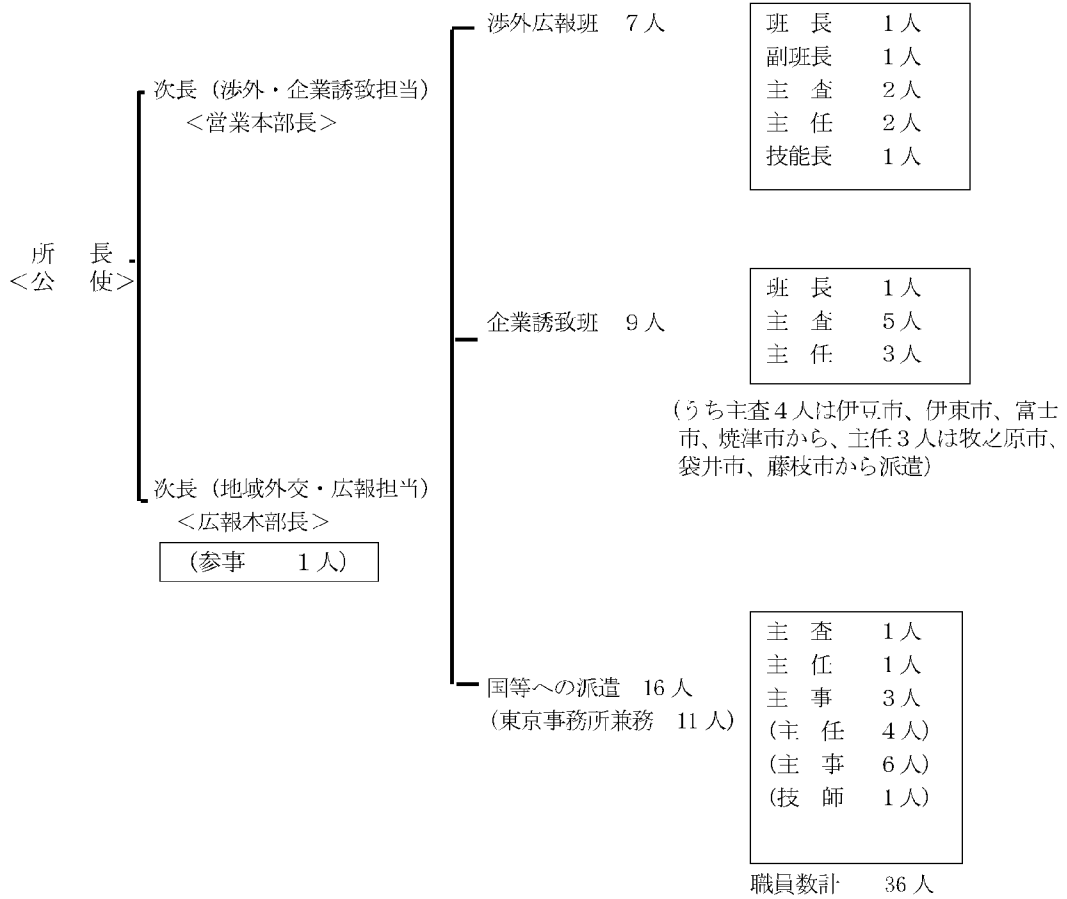 所　長
＜公　使＞
次長（渉外・企業誘致担当）
＜営業本部長＞
次長（地域外交・広報担当）
＜広報本部長＞
（参事　　１人）
渉外広報班　７人
班　長　　１人
副班長　　１人
主　査　　２人
主　任　　２人
技能長　　１人
企業誘致班　９人
班　長　　１人
主　査　　５人
主　任　　３人
（うち主査４人は伊豆市、伊東市、富士
市、焼津市から、主任３人は牧之原市、
袋井市、藤枝市から派遣）
国等への派遣　16人
（東京事務所兼務　11人）
主　査　　１人
主　任　　１人
主　事　　３人
（主　任　　４人）
（主　事　　６人）
（技　師　　１人）
職員数計　　36人